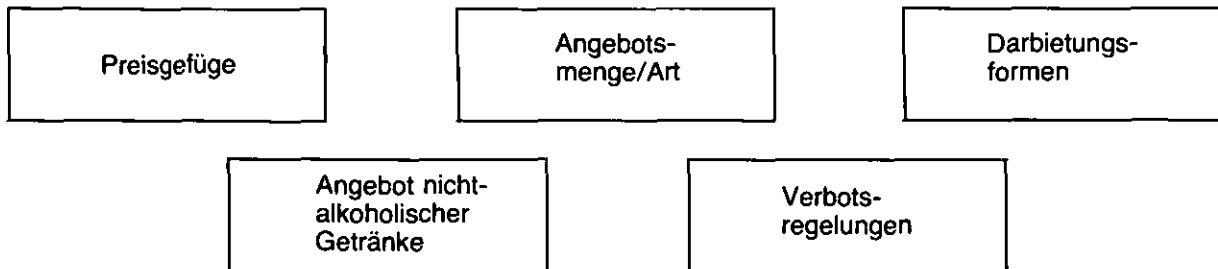 Preisgefüge
Angebots-
menge/Art
Darbietungs-
formen
Angebot nicht-
alkoholischer
Getränke
Verbots-
regelungen